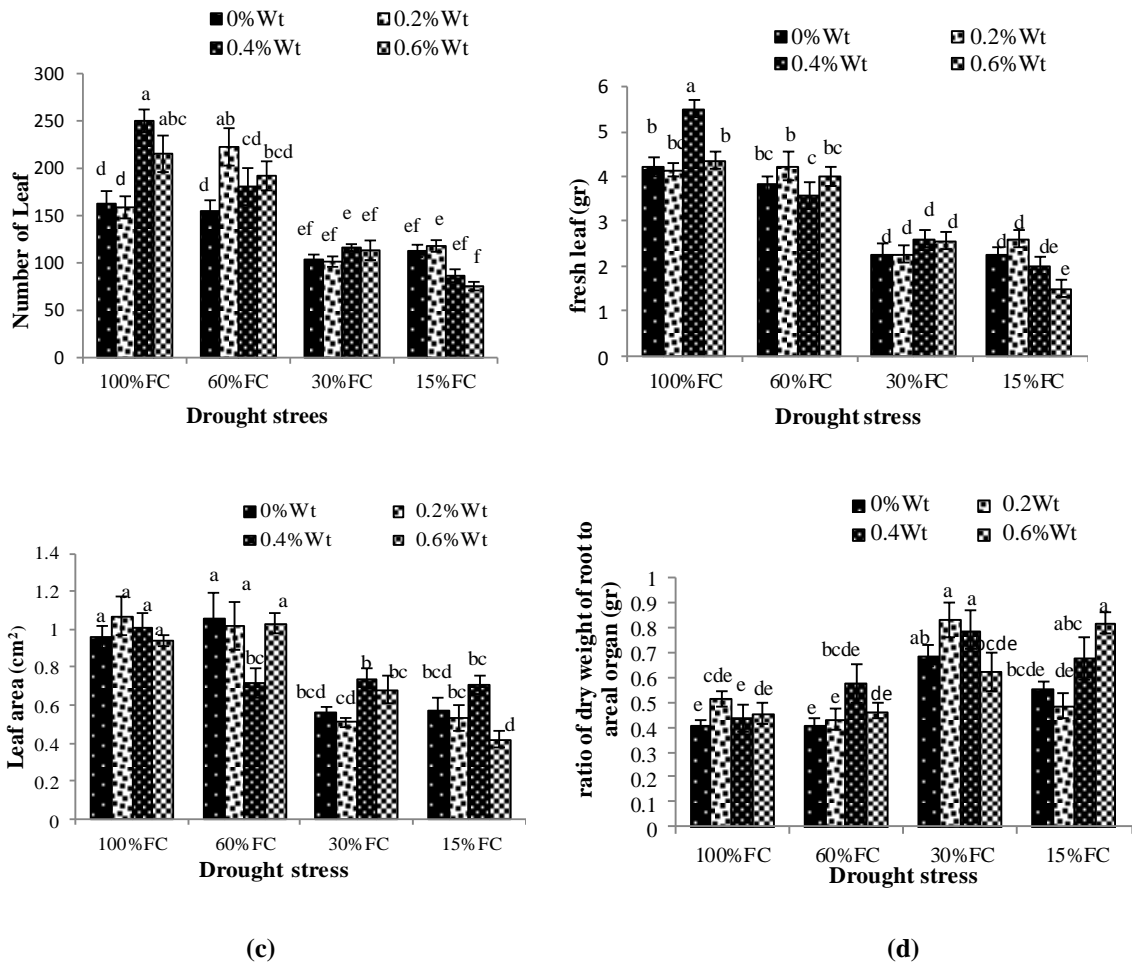 0%Wt 0.2%Wt
0.4%Wt 0.6%Wt
Number of Leaf
300
250
200
150
100
50
0
d d a abc
d ab cd bcd
ef ef e ef
ef e ef f
100%FC 60%FC 30%FC 15%FC
Drought strees
0%Wt 0.2%Wt
0.4%Wt 0.6%Wt
fresh leaf (gr)
6
5
4
3
2
1
0
b bc a b
bc b c bc
d d d d
d d de e
100%FC 60%FC 30%FC 15%FC
Drought stress
0%Wt 0.2%Wt
0.4%Wt 0.6%Wt
Leaf area (cm²)
1.4
1.2
1
0.8
0.6
0.4
0.2
0
a a a a
a a bc a
bcd cd b bc
bcd bc bc d
100%FC 60%FC 30%FC 15%FC
Drought stress
(c)
0%Wt 0.2Wt
0.4Wt 0.6%Wt
ratio of dry weight of root to
areal organ (gr)
1
0.9
0.8
0.7
0.6
0.5
0.4
0.3
0.2
0.1
0
e cde e de
e e bcde de
ab a a bcde
bcde de abc a
100%FC 60%FC 30%FC 15%FC
Drought stress
(d)